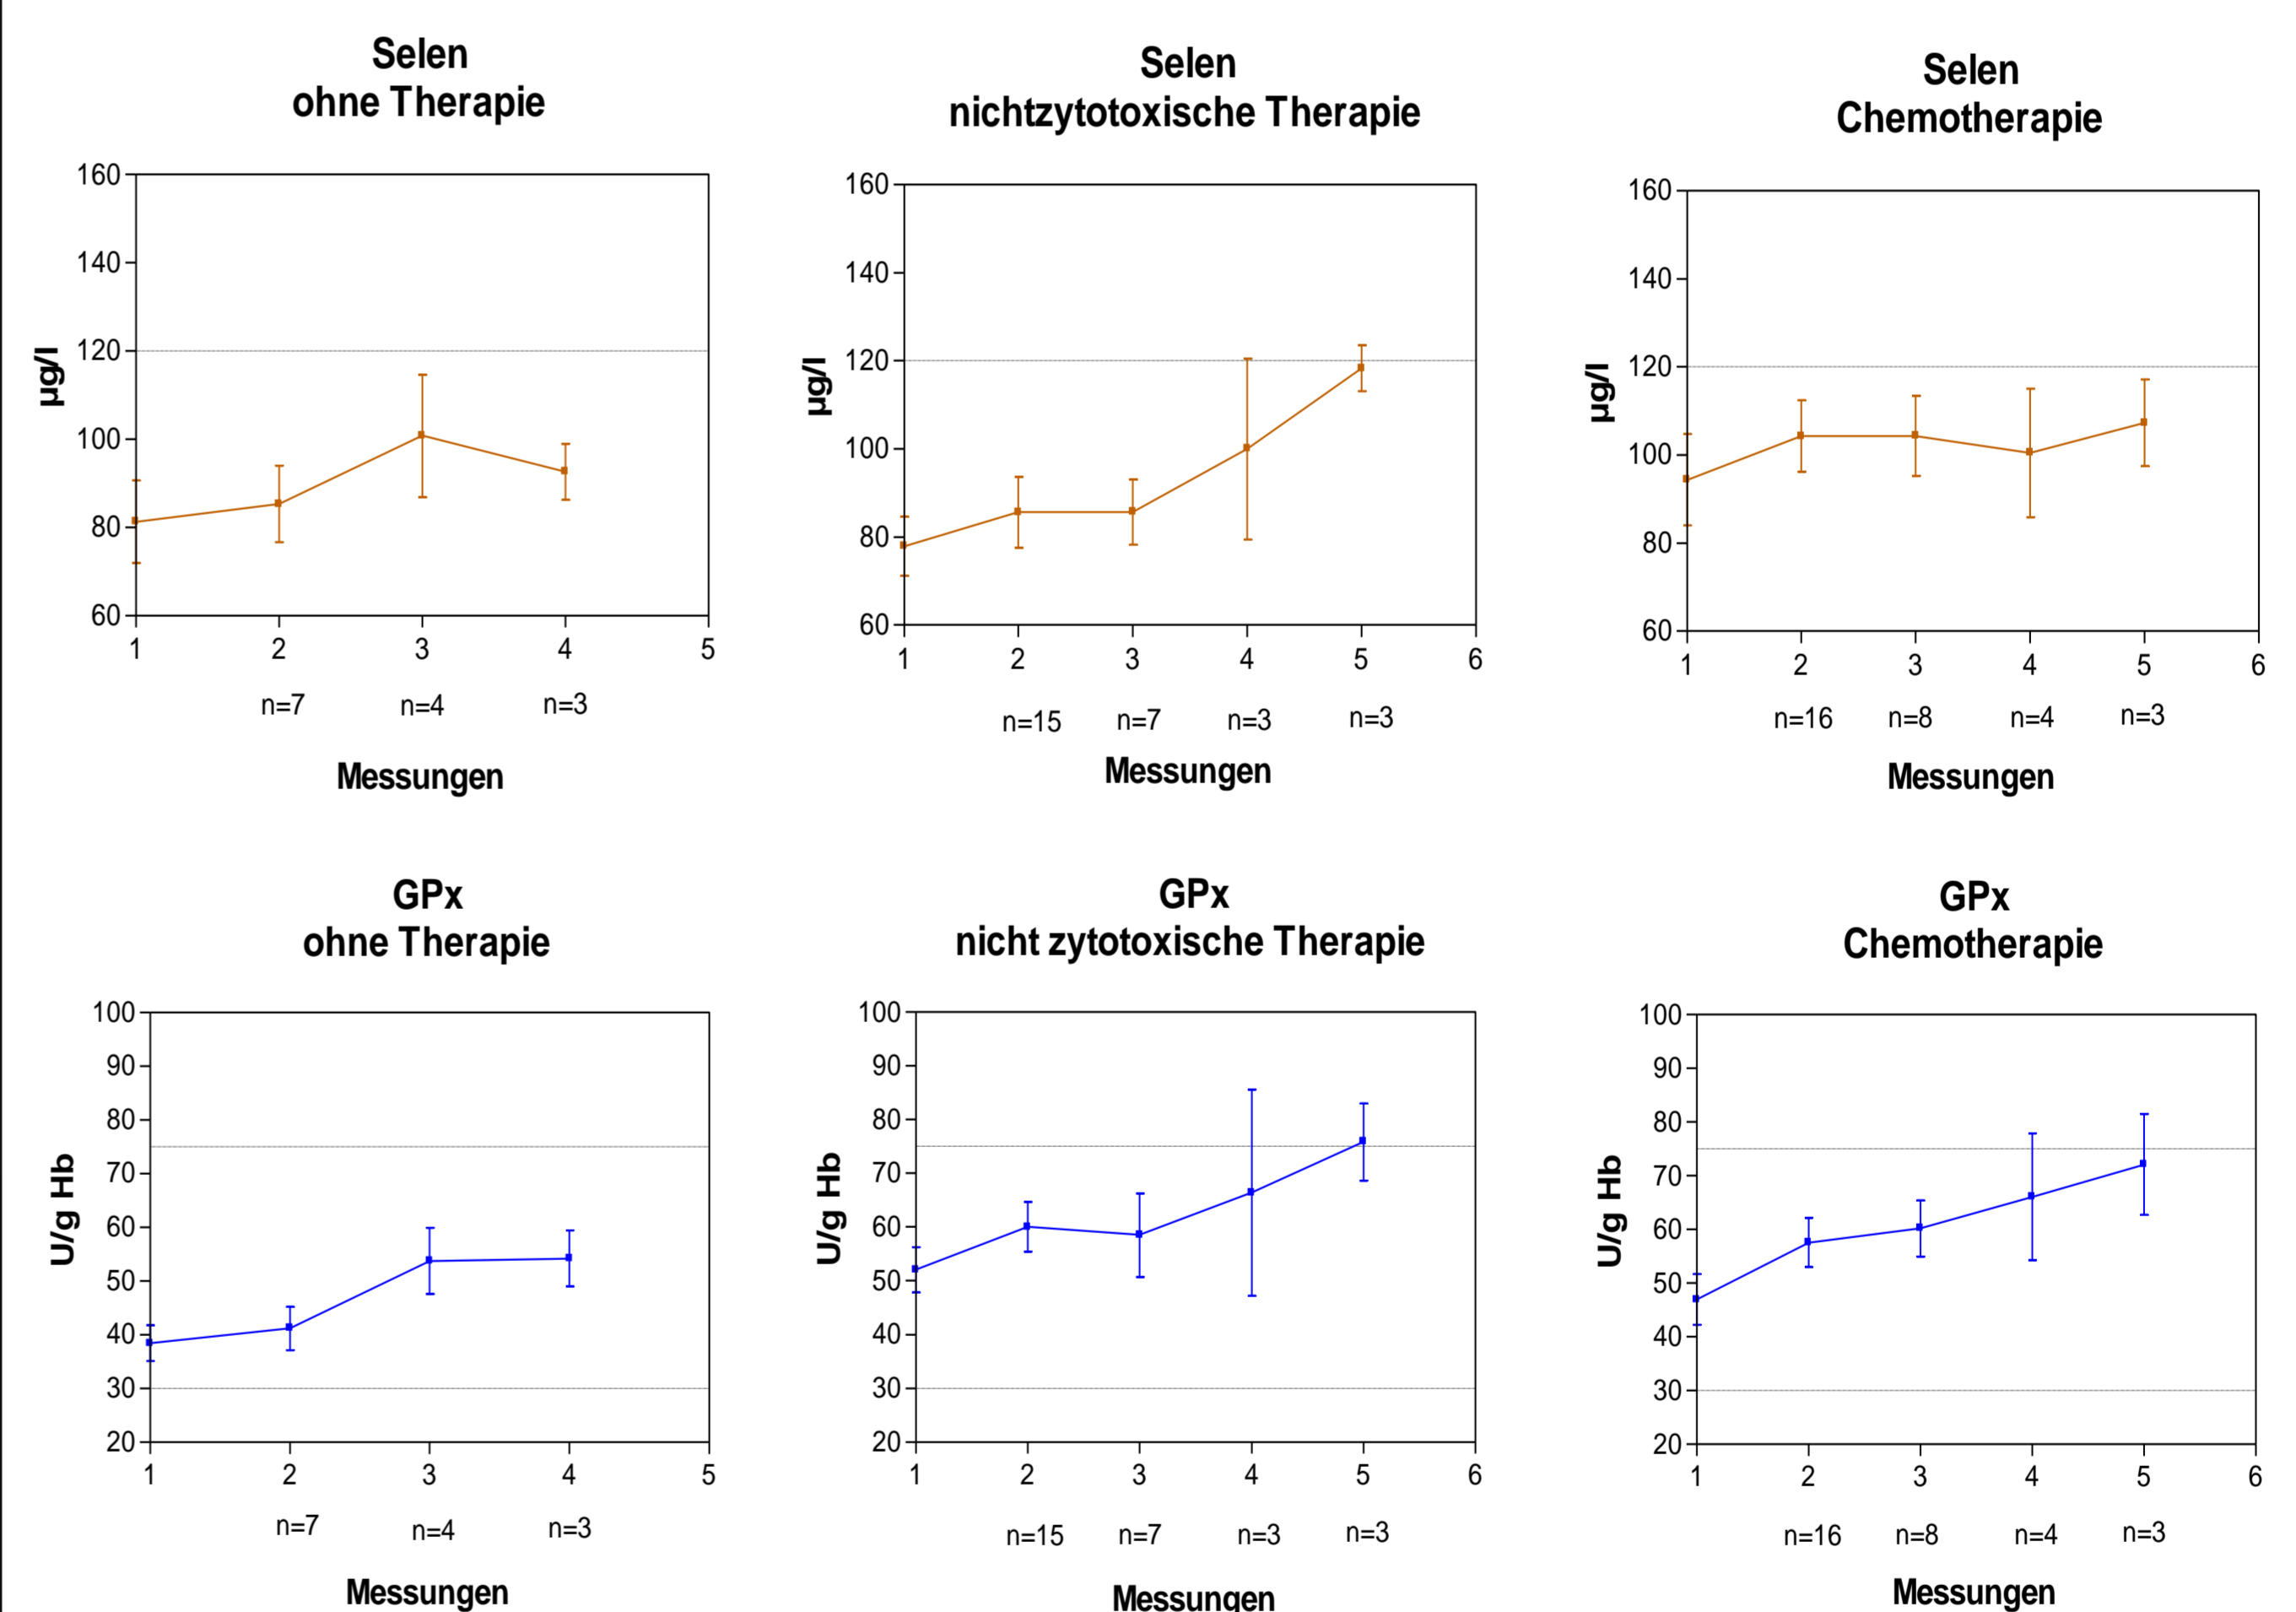 Selen
ohne Therapie
160
140
120
100
80
60
µg/l
1 2 3 4 5
n=7 n=4 n=3
Messungen
Selen
nichtzytotoxische Therapie
160
140
120
100
80
60
µg/l
1 2 3 4 5 6
n=15 n=7 n=3 n=3
Messungen
Selen
Chemotherapie
160
140
120
100
80
60
µg/l
1 2 3 4 5 6
n=16 n=8 n=4 n=3
Messungen
GPx
ohne Therapie
100
90
80
70
60
50
40
30
20
U/g Hb
1 2 3 4 5
n=7 n=4 n=3
Messungen
GPx
nicht zytotoxische Therapie
100
90
80
70
60
50
40
30
20
U/g Hb
1 2 3 4 5 6
n=15 n=7 n=3 n=3
Messungen
GPx
Chemotherapie
100
90
80
70
60
50
40
30
20
U/g Hb
1 2 3 4 5 6
n=16 n=8 n=4 n=3
Messungen